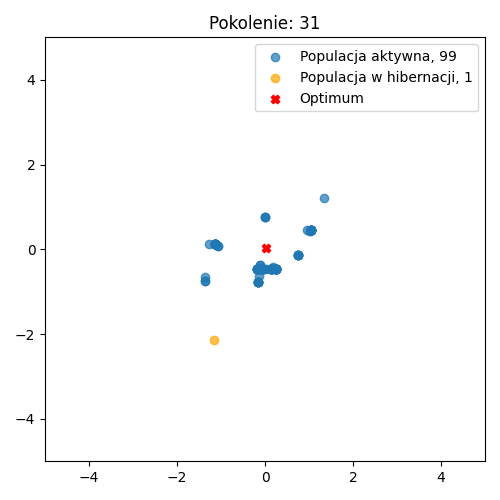 Pokolenie: 31
Populacja aktywna, 99
Populacja w hibernacji, 1
Optimum
4
2
0
−2
−4
−4 −2 0 2 4